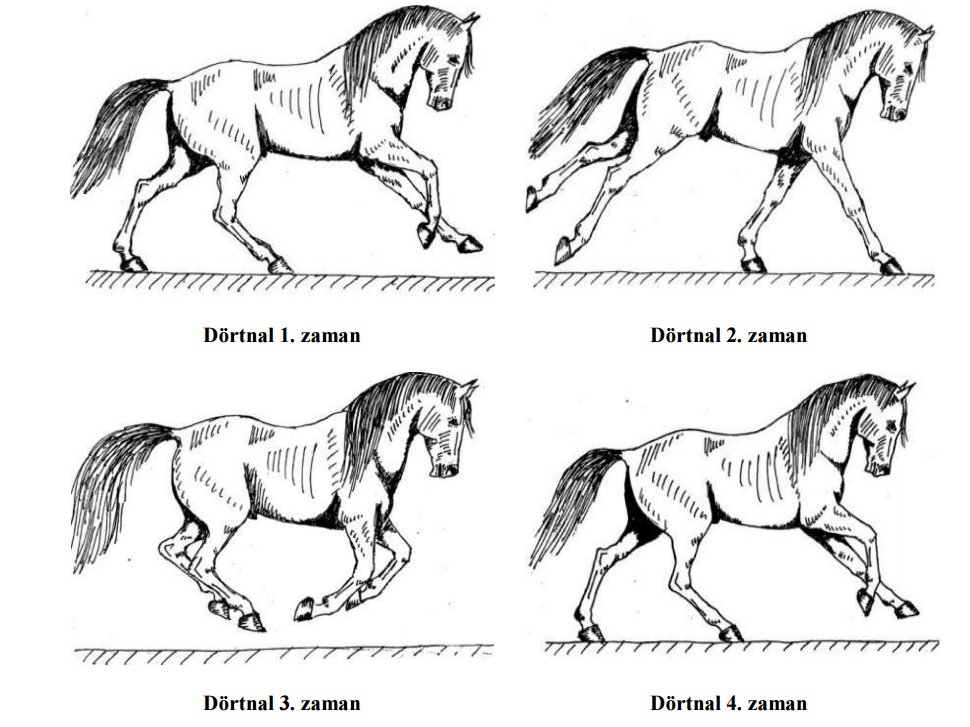 Dörtnal 1. zaman
Dörtnal 2. zaman
Dörtnal 3. zaman
Dörtnal 4. zaman